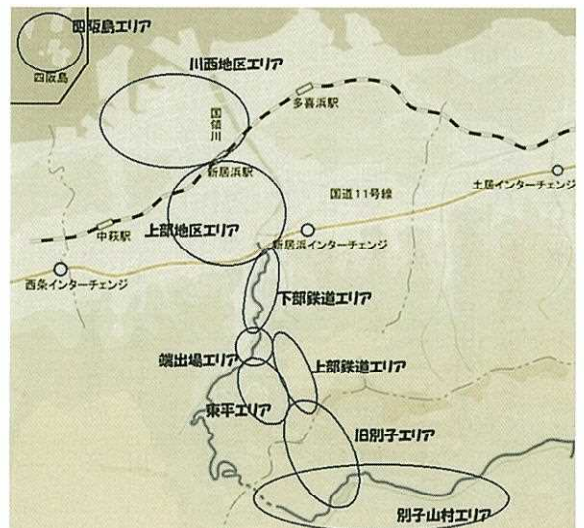 四阪島エリア
四阪島
川西地区エリア
多喜浜駅
国領川
新居浜駅
土居インターチェンジ
国道11号線
上部地区エリア
中萩駅
新居浜インターチェンジ
西条インターチェンジ
下部鉄道エリア
端出場エリア
上部鉄道エリア
東平エリア
旧別子エリア
別子山村エリア